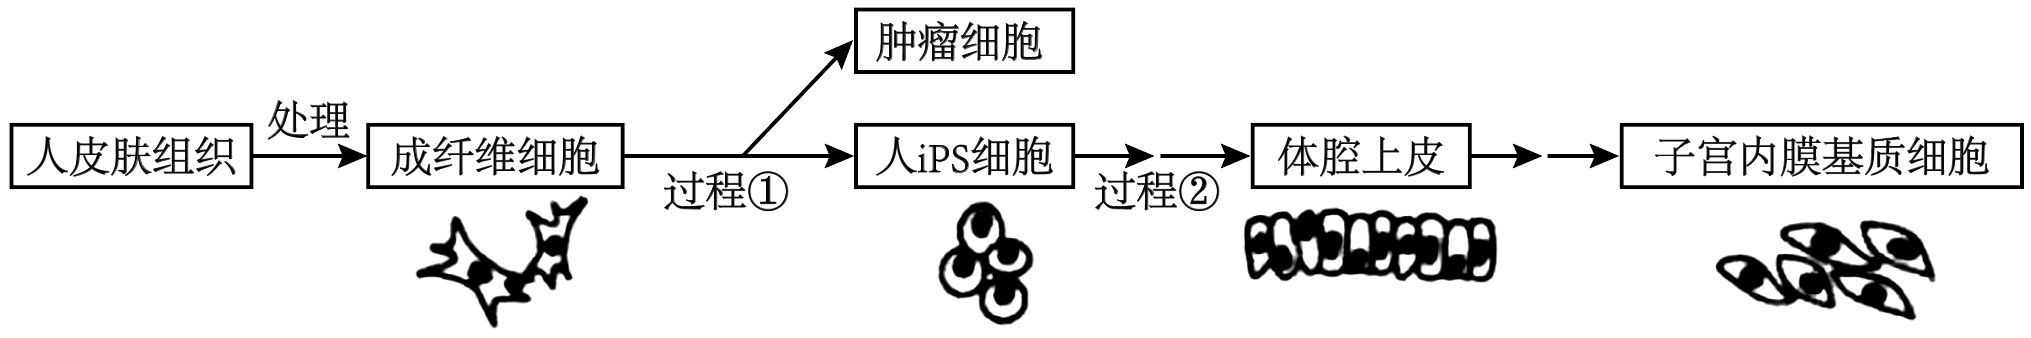 肿瘤细胞
处理
人皮肤组织
成纤维细胞
过程①
人iPS细胞
过程②
体腔上皮
子宫内膜基质细胞